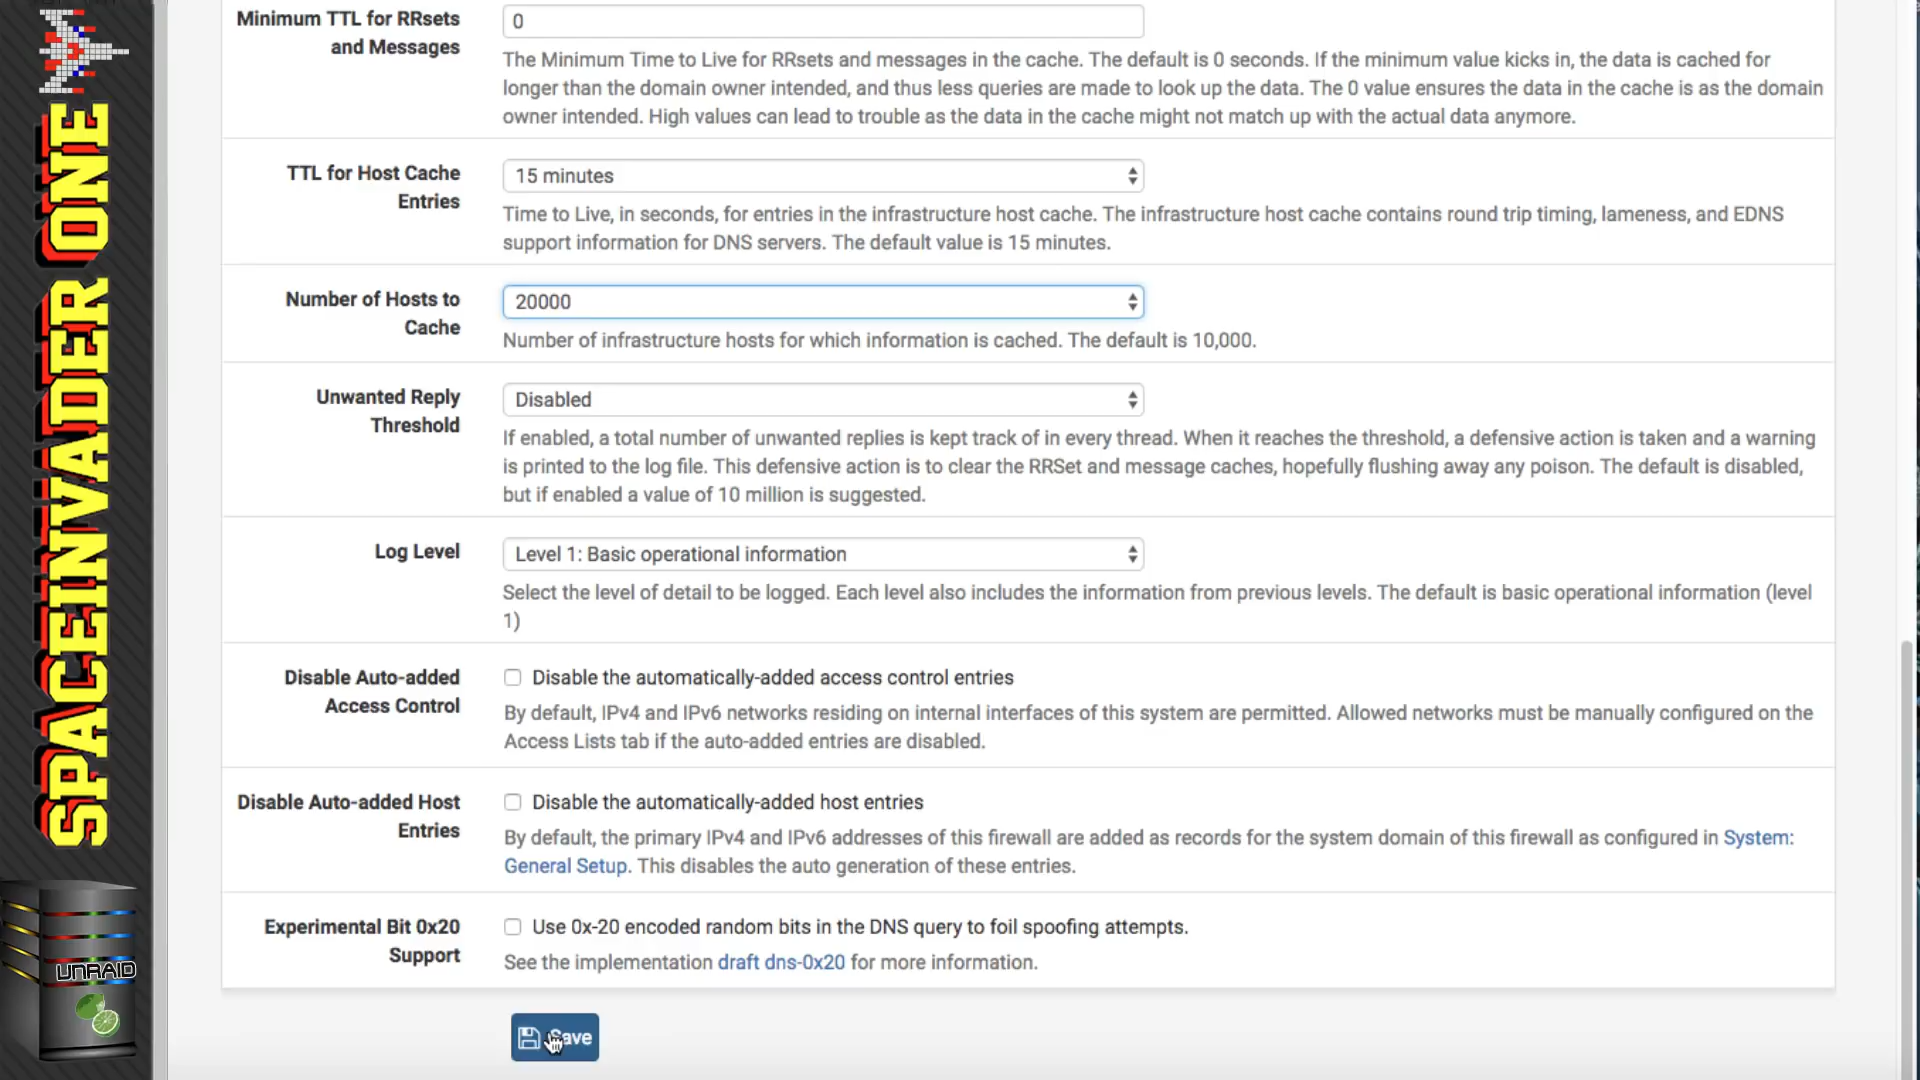 SPACEINVADER ONE
UNRAID
Minimum TTL for RRsets
and Messages
0
The Minimum Time to Live for RRsets and messages in the cache. The default is 0 seconds. If the minimum value kicks in, the data is cached for
longer than the domain owner intended, and thus less queries are made to look up the data. The 0 value ensures the data in the cache is as the domain
owner intended. High values can lead to trouble as the data in the cache might not match up with the actual data anymore.
TTL for Host Cache
Entries
15 minutes
Time to Live, in seconds, for entries in the infrastructure host cache. The infrastructure host cache contains round trip timing, lameness, and EDNS
support information for DNS servers. The default value is 15 minutes.
Number of Hosts to
Cache
20000
Number of infrastructure hosts for which information is cached. The default is 10,000.
Unwanted Reply
Threshold
Disabled
If enabled, a total number of unwanted replies is kept track of in every thread. When it reaches the threshold, a defensive action is taken and a warning
is printed to the log file. This defensive action is to clear the RRSet and message caches, hopefully flushing away any poison. The default is disabled,
but if enabled a value of 10 million is suggested.
Log Level
Level 1: Basic operational information
Select the level of detail to be logged. Each level also includes the information from previous levels. The default is basic operational information (level
1)
Disable Auto-added
Access Control
Disable the automatically-added access control entries
By default, IPv4 and IPv6 networks residing on internal interfaces of this system are permitted. Allowed networks must be manually configured on the
Access Lists tab if the auto-added entries are disabled.
Disable Auto-added Host
Entries
Disable the automatically-added host entries
By default, the primary IPv4 and IPv6 addresses of this firewall are added as records for the system domain of this firewall as configured in System:
General Setup. This disables the auto generation of these entries.
Experimental Bit 0x20
Support
Use 0x-20 encoded random bits in the DNS query to foil spoofing attempts.
See the implementation draft dns-0x20 for more information.
Save